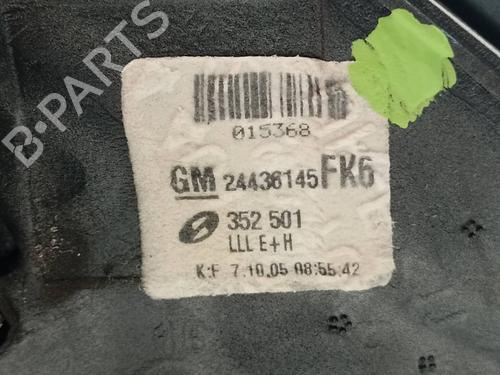 B-PARTS
015368
GM 24436145 FK6
352 501
LLL E+H
K:F 7.10.05 08:55:42